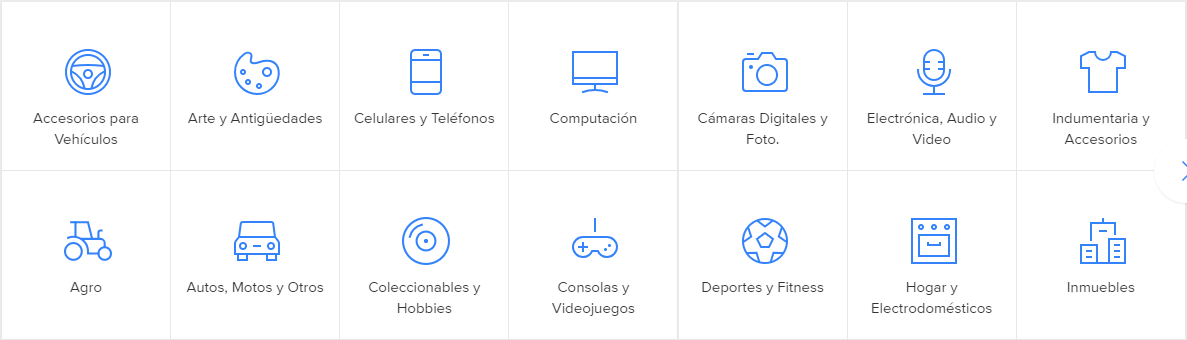 Accesorios para
Vehículos
Arte y Antigüedades
Celulares y Teléfonos
Computación
Cámaras Digitales y
Foto.
Electrónica, Audio y
Video
Indumentaria y
Accesorios
Agro
Autos, Motos y Otros
Coleccionables y
Hobbies
Consolas y
Videojuegos
Deportes y Fitness
Hogar y
Electrodomésticos
Inmuebles